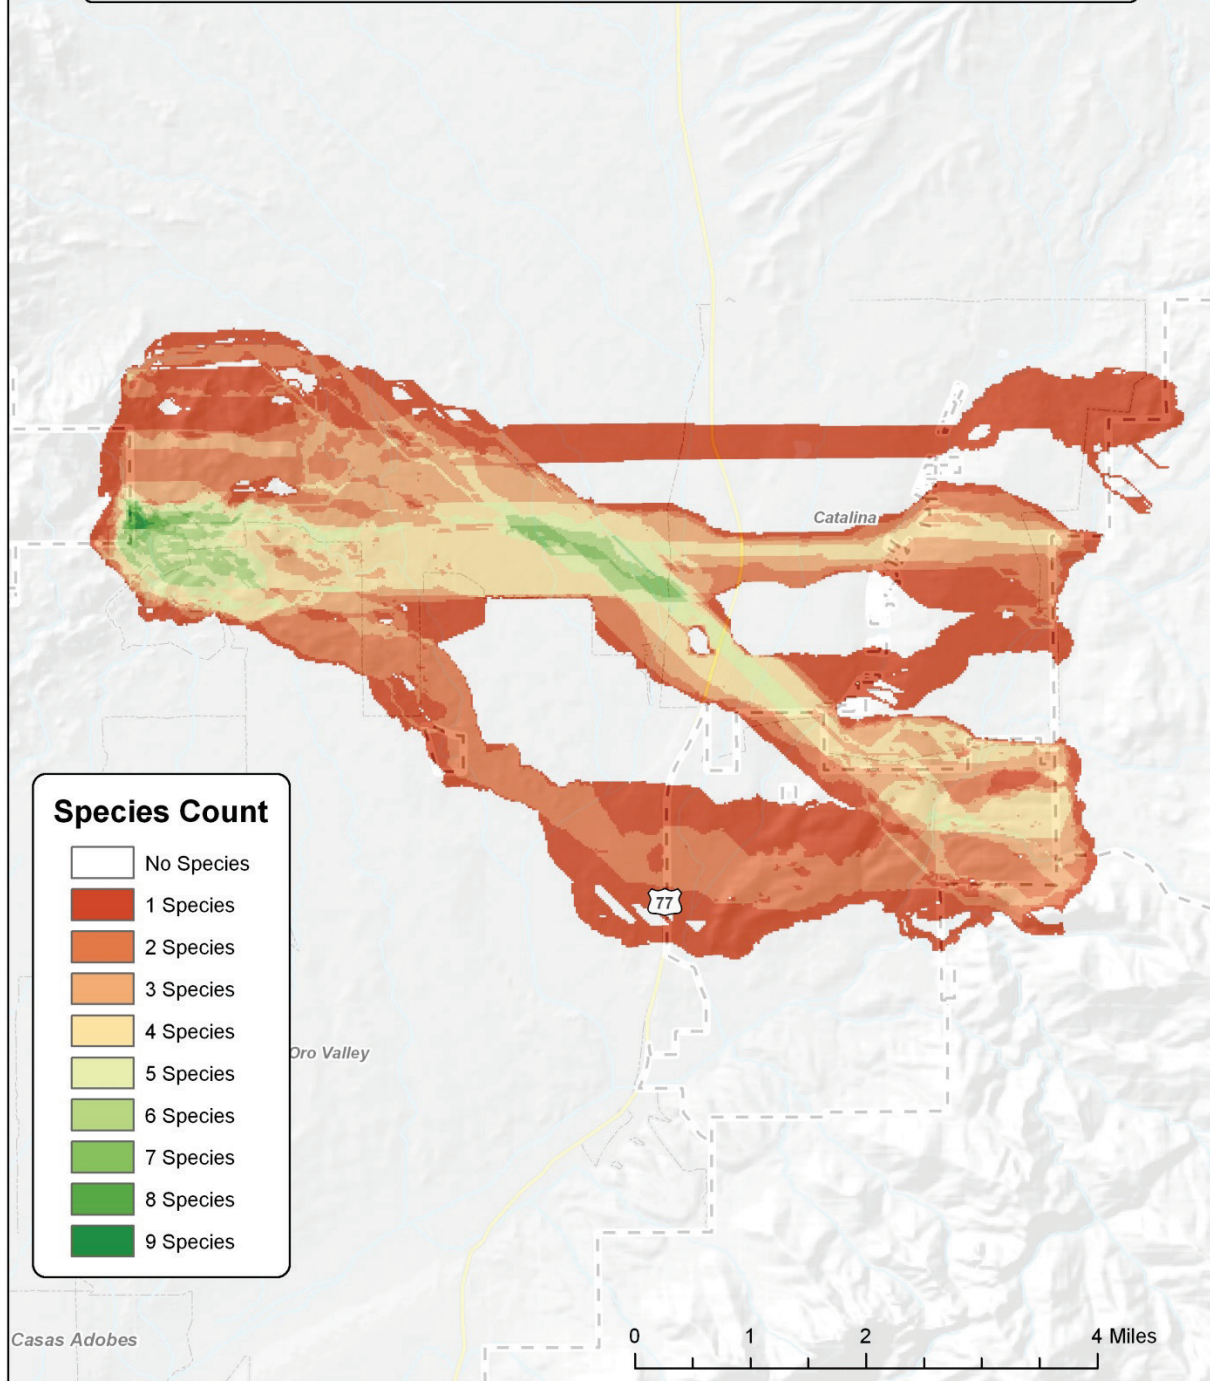 Catalina
Species Count
No Species
1 Species
2 Species
3 Species
4 Species
5 Species
6 Species
7 Species
8 Species
9 Species
77
Oro Valley
Casas Adobes
0 1 2 4 Miles